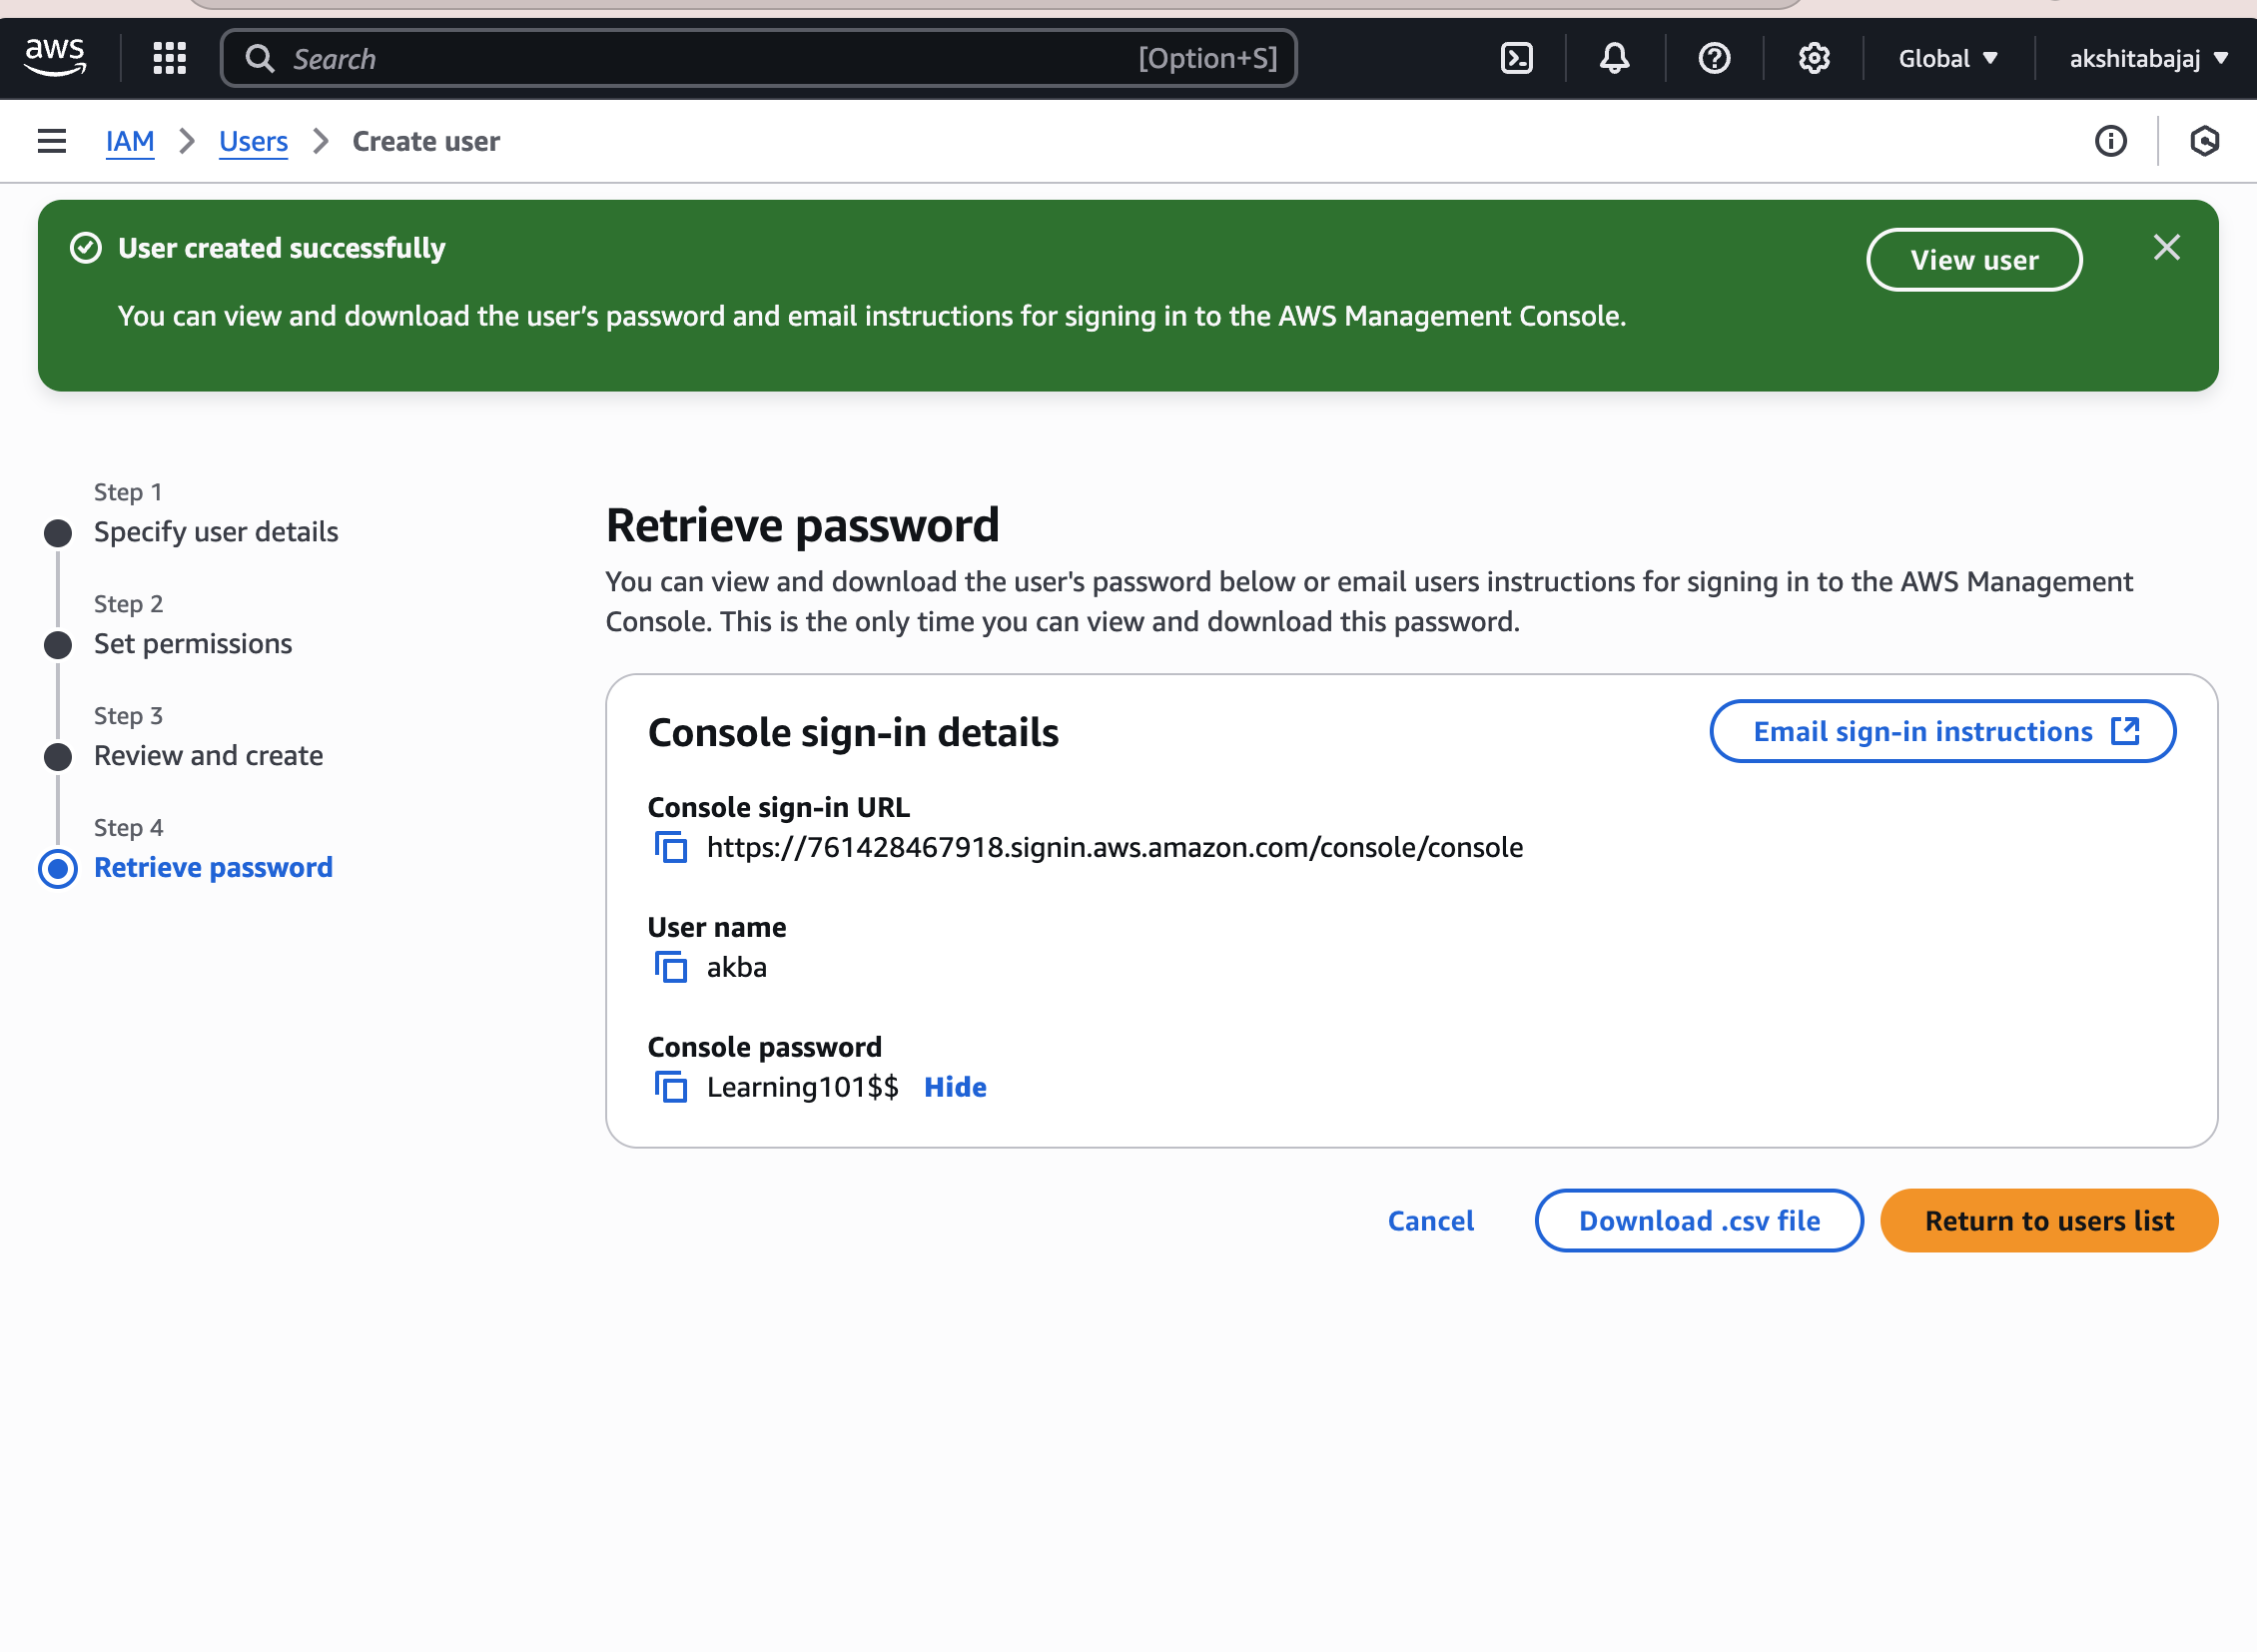 aws
Search
[Option+S]
Global
akshitabajaj
IAM
Users
Create user
User created successfully
View user
You can view and download the user's password and email instructions for signing in to the AWS Management Console.
Step 1
Specify user details
Step 2
Set permissions
Step 3
Review and create
Step 4
Retrieve password
Retrieve password
You can view and download the user's password below or email users instructions for signing in to the AWS Management
Console. This is the only time you can view and download this password.
Console sign-in details
Email sign-in instructions
Console sign-in URL
https://761428467918.signin.aws.amazon.com/console/console
User name
akba
Console password
Learning101$$ Hide
Cancel
Download .csv file
Return to users list